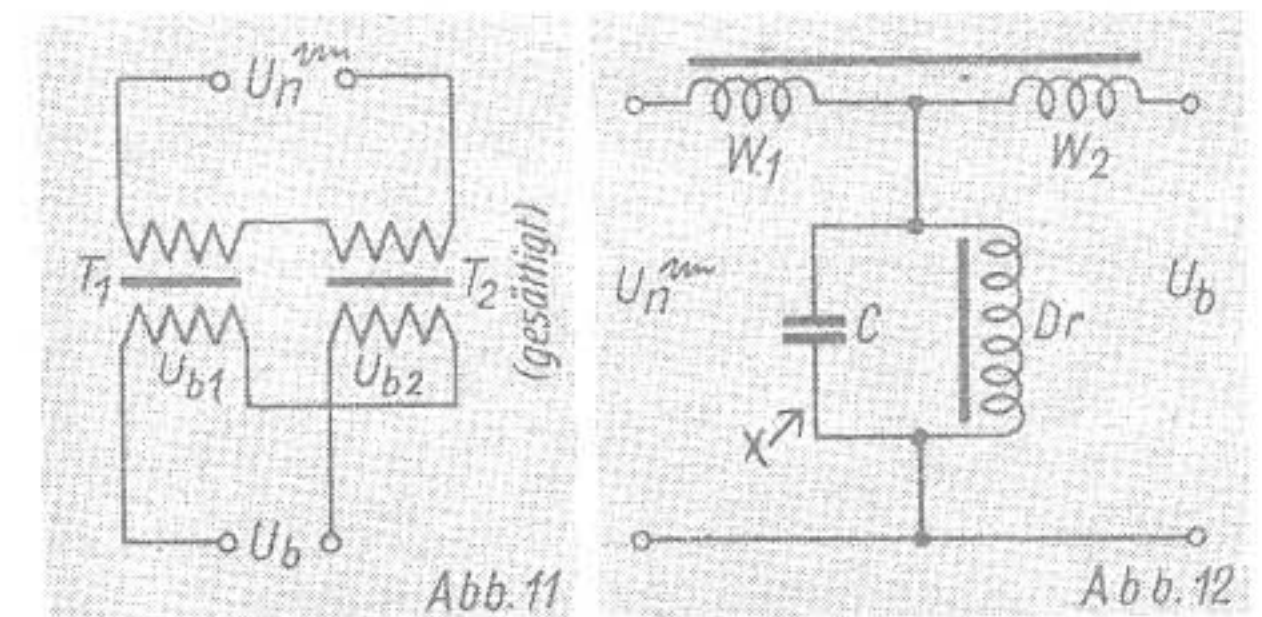 Un
T1
T2
(gesättigt)
Ub1
Ub2
Ub
Abb. 11
W1
W2
Un
C
Dr
Ub
X
Abb. 12